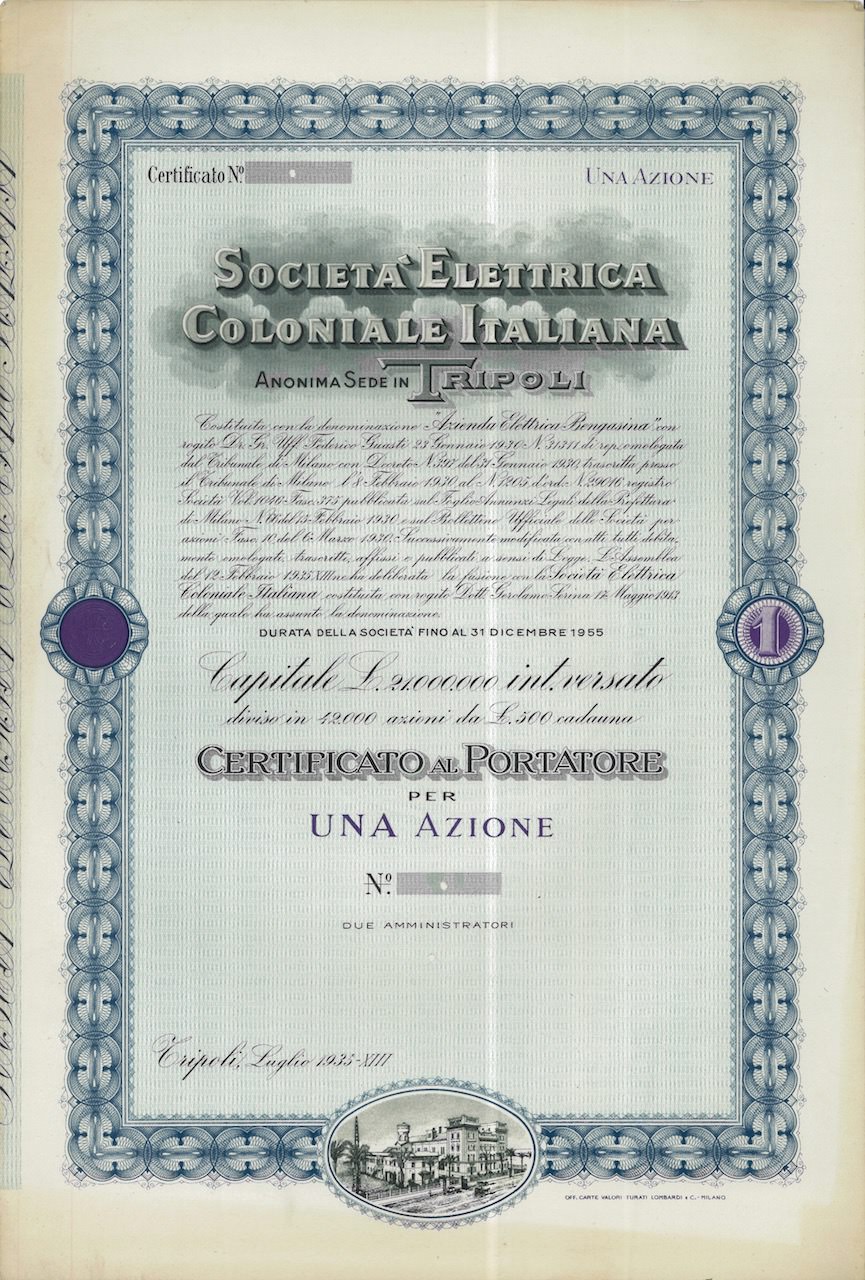 Certificato Nº.
UNA AZIONE
SOCIETA' ELETTRICA
COLONIALE ITALIANA
ANONIMA SEDE IN TRIPOLI
Costituita con la denominazione "Azienda Elettrica Bengasina" con
rogito Dr. Gr. Uff. Federico Guasti 23 Gennaio 1930 N. 31311 di rep. omologata
dal Tribunale di Milano con Decreto N. 397 del 31 Gennaio 1930, trascritto presso
il Tribunale di Milano l' 8 Febbraio 1930 al N. 1205 d'ord. N. 29016 registro
Società Vol. 1046 Fasc. 375 pubblicata sul Foglio Annunzi Legali della Prefettura
di Milano N. 66 del 15 Febbraio 1930 e sul Bollettino Ufficiale delle Società per
azioni Fasc. 10 del 6 Marzo 1930. Successivamente modificata con atti tutti debita-
mente omologati, trascritti, affissi e pubblicati a sensi di Legge. L'Assemblea
del 12 Febbraio 1935 XIII ne ha deliberata la fusione con la Società Elettrica
Coloniale Italiana costituita con rogito Dott. Gerolamo Serina 17 Maggio 1913
della quale ha assunto la denominazione.
DURATA DELLA SOCIETA' FINO AL 31 DICEMBRE 1955
Capitale L. 21.000.000 int. versato
diviso in 42.000 azioni da L. 500 cadauna
CERTIFICATO AL PORTATORE
PER
UNA AZIONE
Nº.
DUE AMMINISTRATORI
1
Tripoli, Luglio 1935-XIII
OFF. CARTE VALORI TURATI LOMBARDI & C. - MILANO